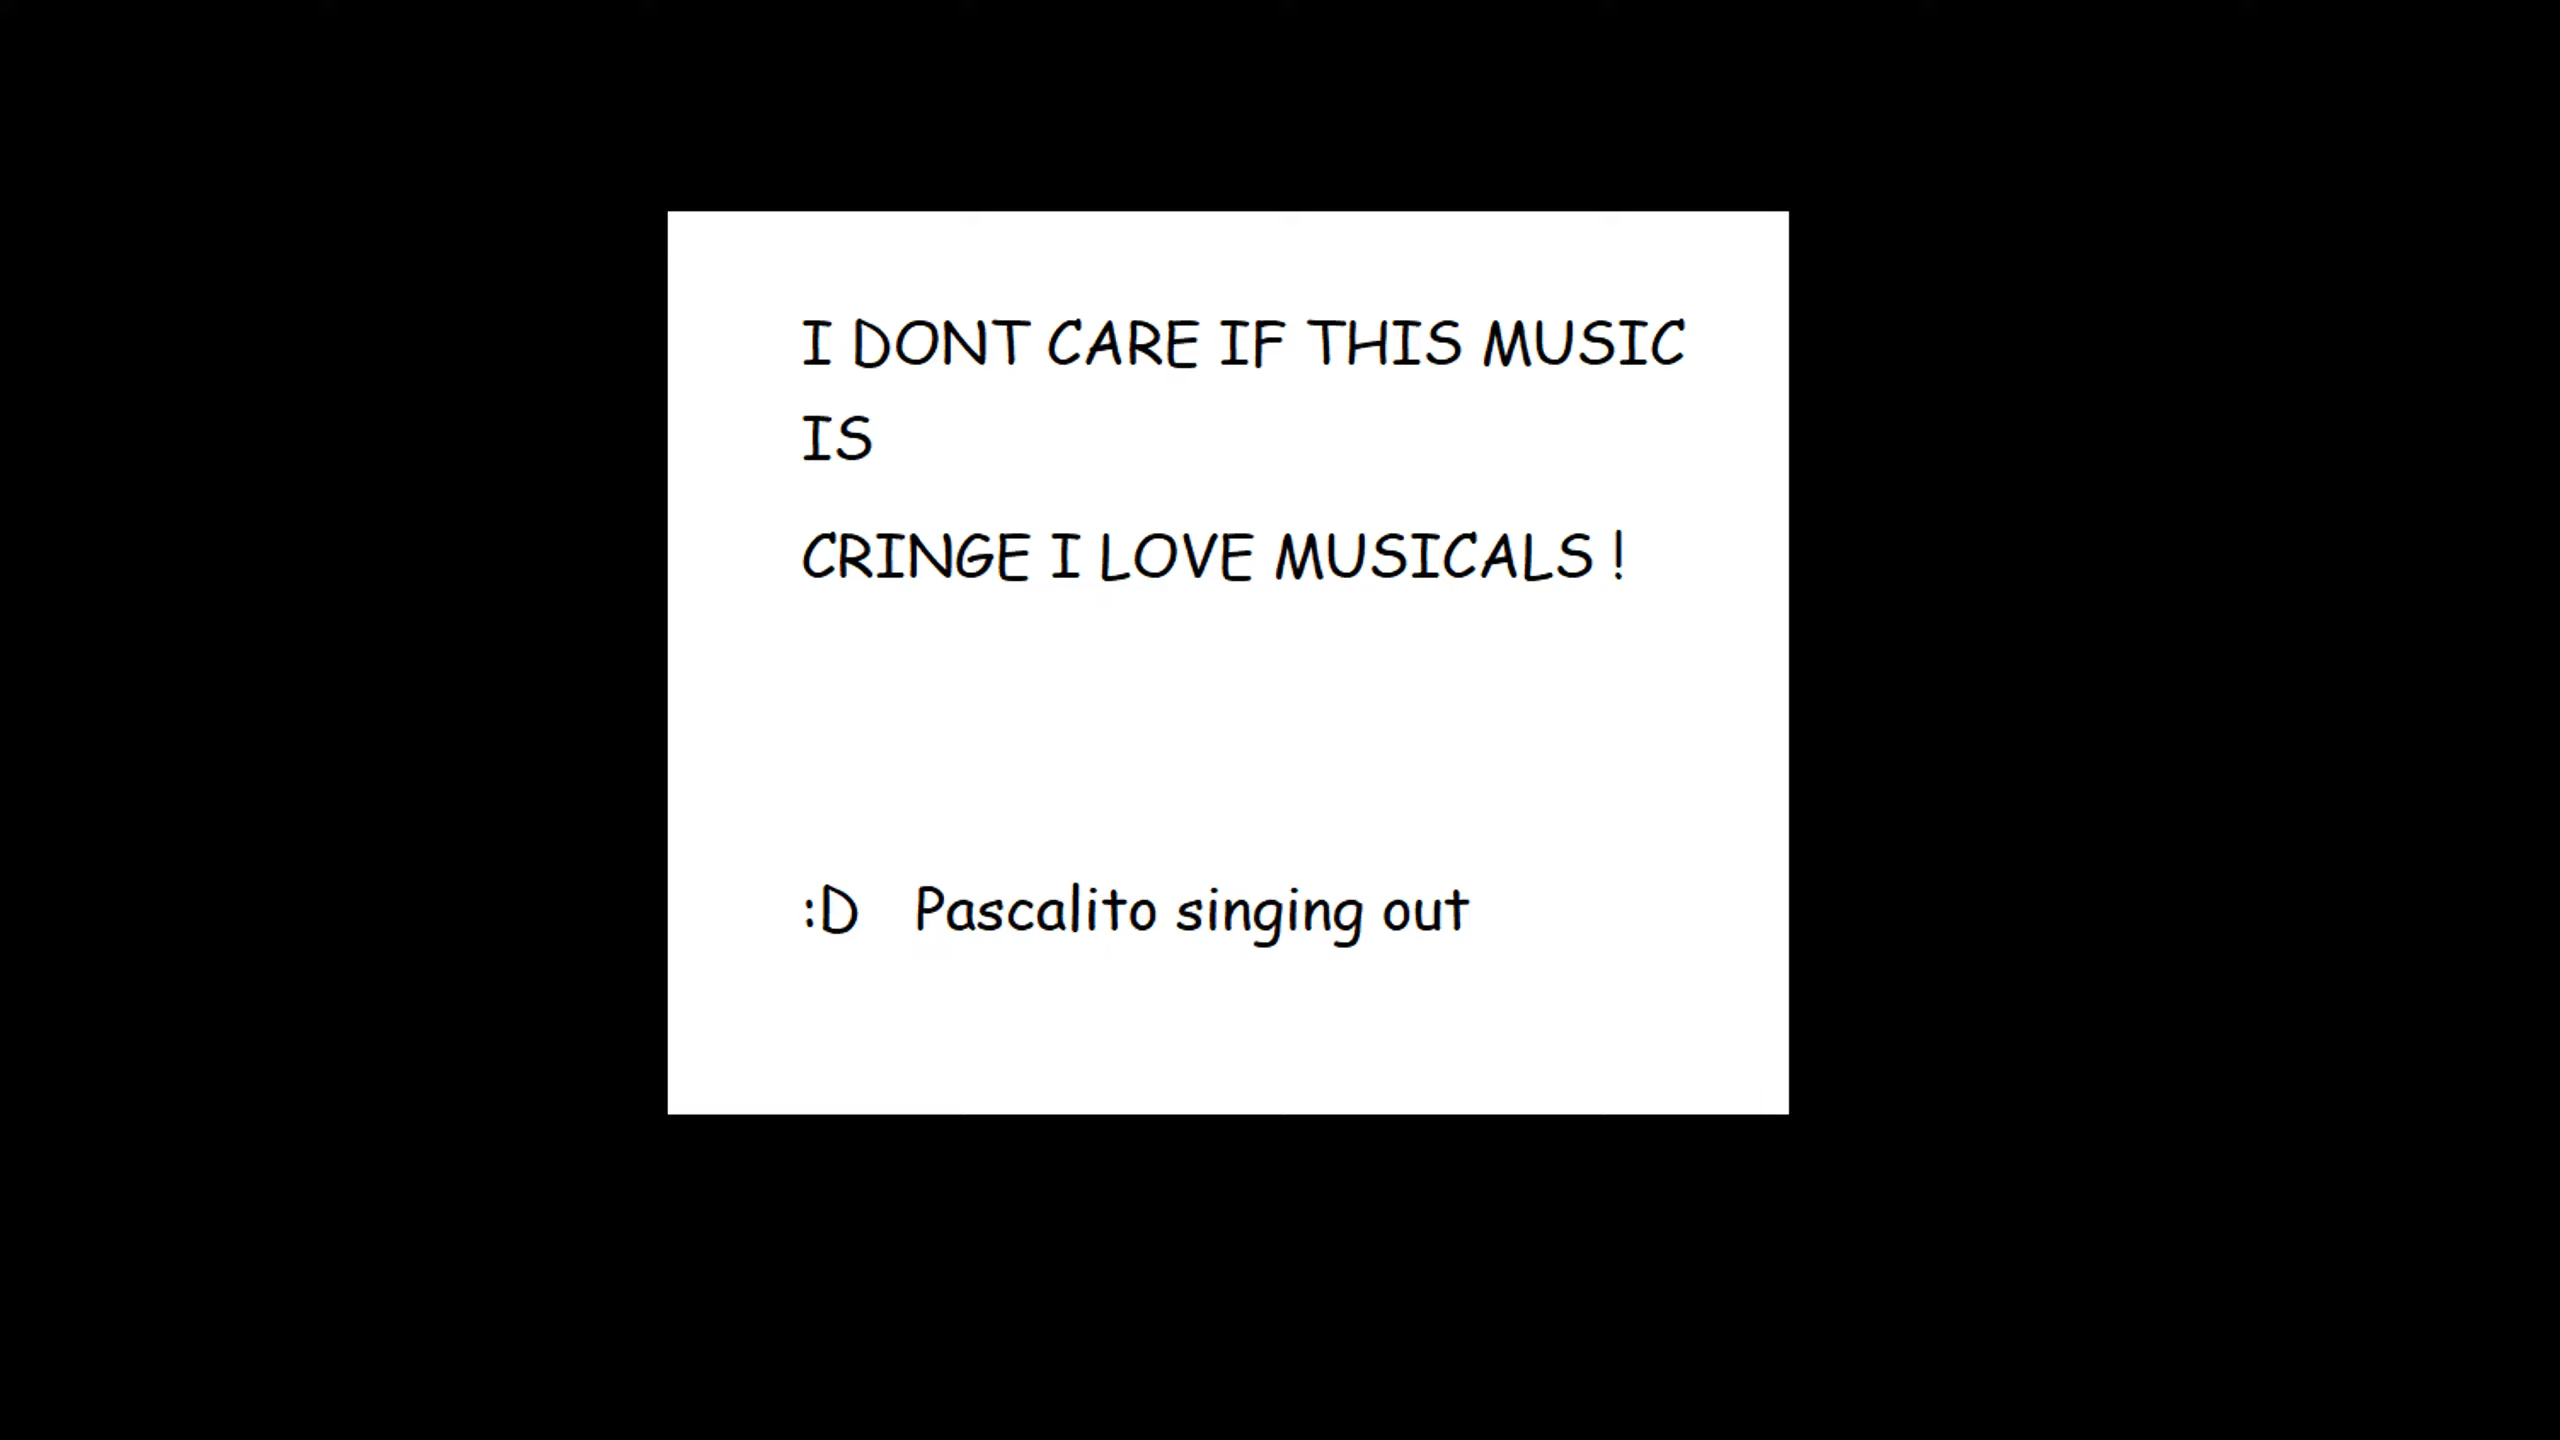 I DONT CARE IF THIS MUSIC
IS
CRINGE I LOVE MUSICALS !
:D   Pascalito singing out